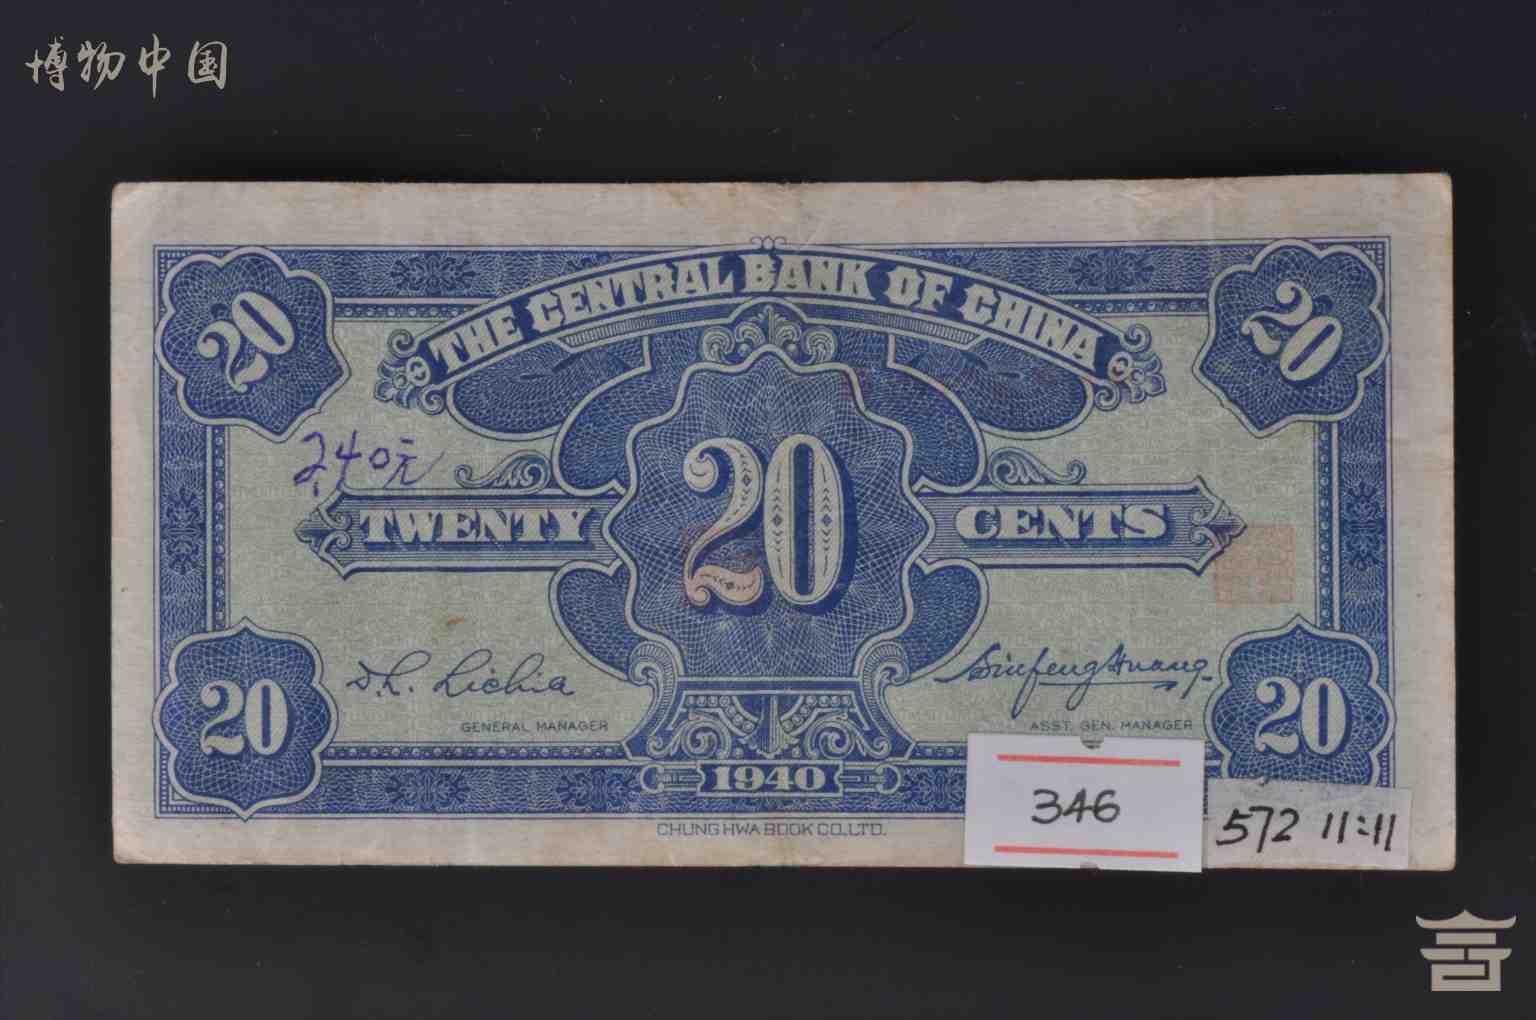 博物中国
THE CENTRAL BANK OF CHINA
20
20
2.40元
TWENTY
20
CENTS
20
GENERAL MANAGER
ASST. GEN. MANAGER
20
1940
CHUNG HWA BOOK CO., LTD.
346
572 11:11